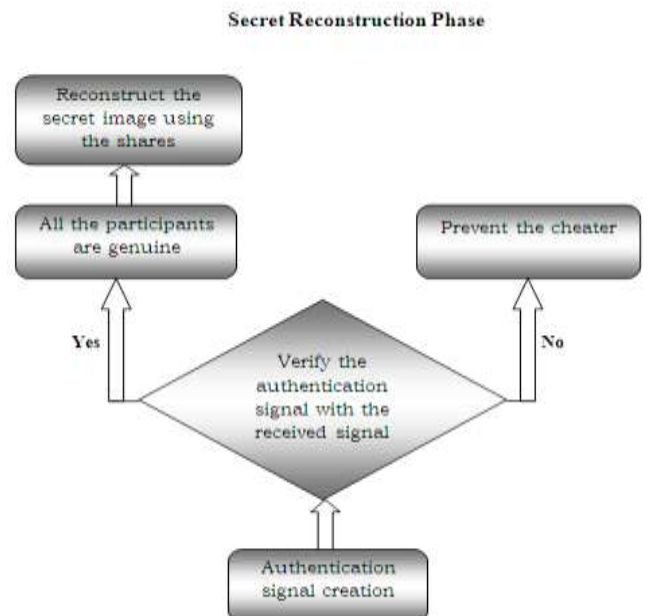 Secret Reconstruction Phase
Reconstruct the
secret image using
the shares
All the participants
are genuine
Prevent the cheater
Yes
No
Verify the
authentication
signal with the
received signal
Authentication
signal creation